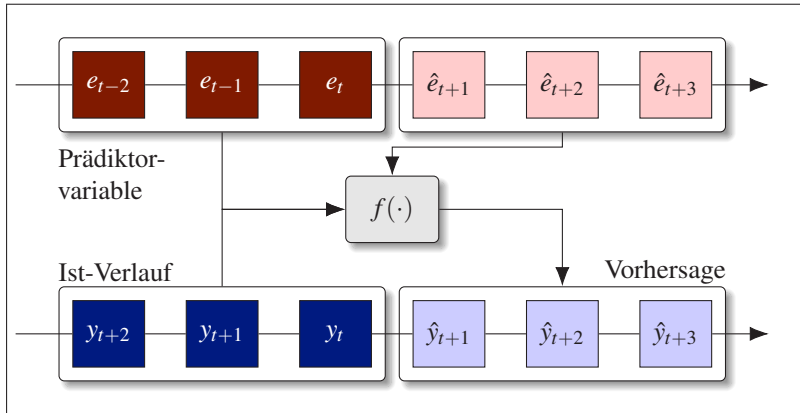 e_{t−2} e_{t−1} e_t ê_{t+1} ê_{t+2} ê_{t+3}
Prädiktor-
variable
f(·)
Ist-Verlauf Vorhersage
y_{t+2} y_{t+1} y_t ŷ_{t+1} ŷ_{t+2} ŷ_{t+3}